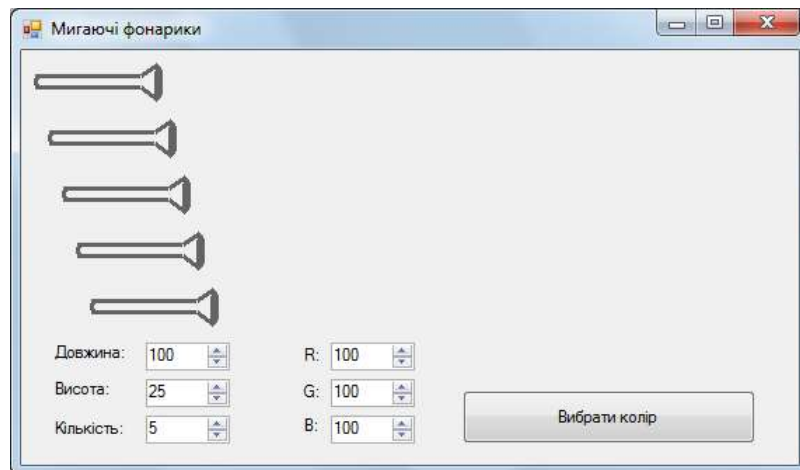 Мигаючі фонарики
Довжина: 100 R: 100
Висота: 25 G: 100
Кількість: 5 B: 100
Вибрати колір